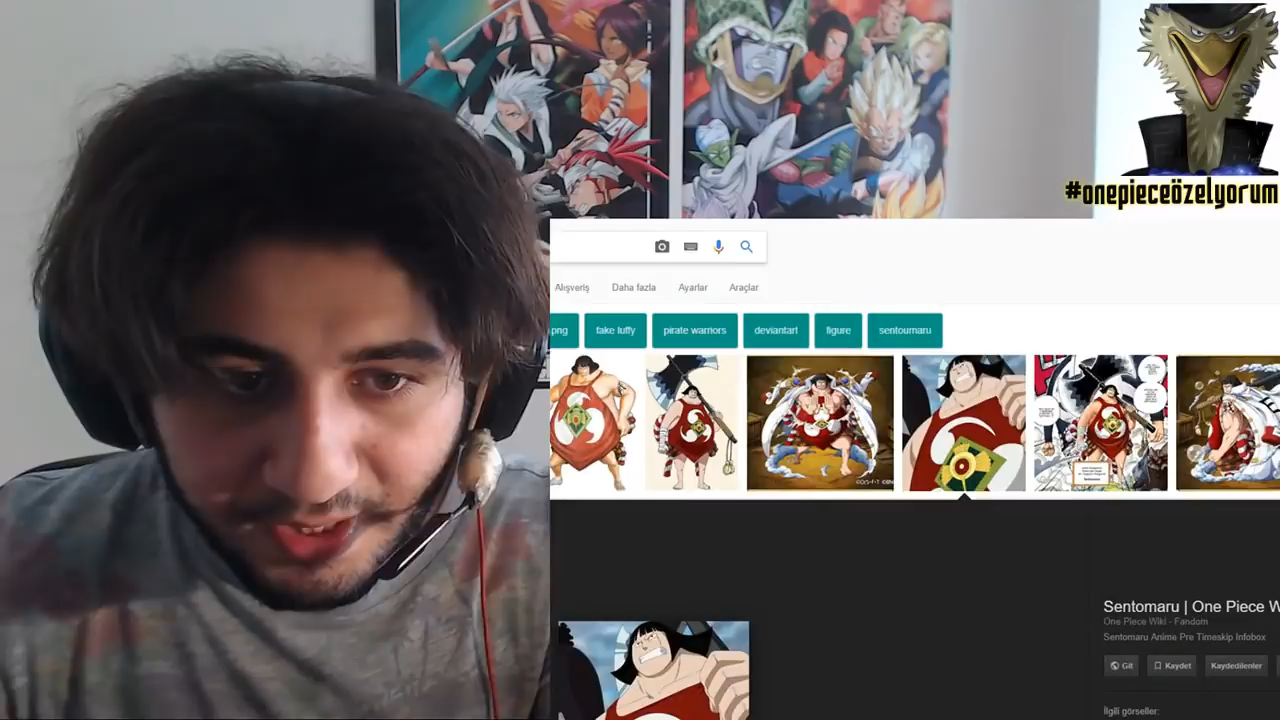 #onepieceözelyorum
Alışveriş Daha fazla Ayarlar Araçlar
png fake luffy pirate warriors deviantart figure sentoumaru
Sentomaru | One Piece W
One Piece Wiki - Fandom
Sentomaru Anime Pre Timeskip Infobox
Git Kaydet Kaydedilenler
İlgili görseller: